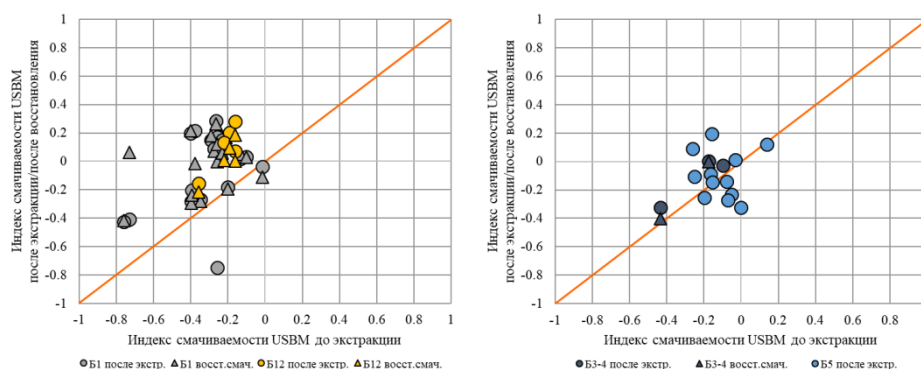 Индекс смачиваемости USBM
после экстракции/после восстановления
1
0.8
0.6
0.4
0.2
0
-0.2
-0.4
-0.6
-0.8
-1
-1 -0.8 -0.6 -0.4 -0.2 0 0.2 0.4 0.6 0.8 1
Индекс смачиваемости USBM до экстракции
Б1 после экстр. Б1 восст.смач. Б12 после экстр. Б12 восст.смач.
Индекс смачиваемости USBM
после экстракции/после восстановления
1
0.8
0.6
0.4
0.2
0
-0.2
-0.4
-0.6
-0.8
-1
-1 -0.8 -0.6 -0.4 -0.2 0 0.2 0.4 0.6 0.8
Индекс смачиваемости USBM до экстракции
Б3-4 после экстр. Б3-4 восст.смач. Б5 после экстр.